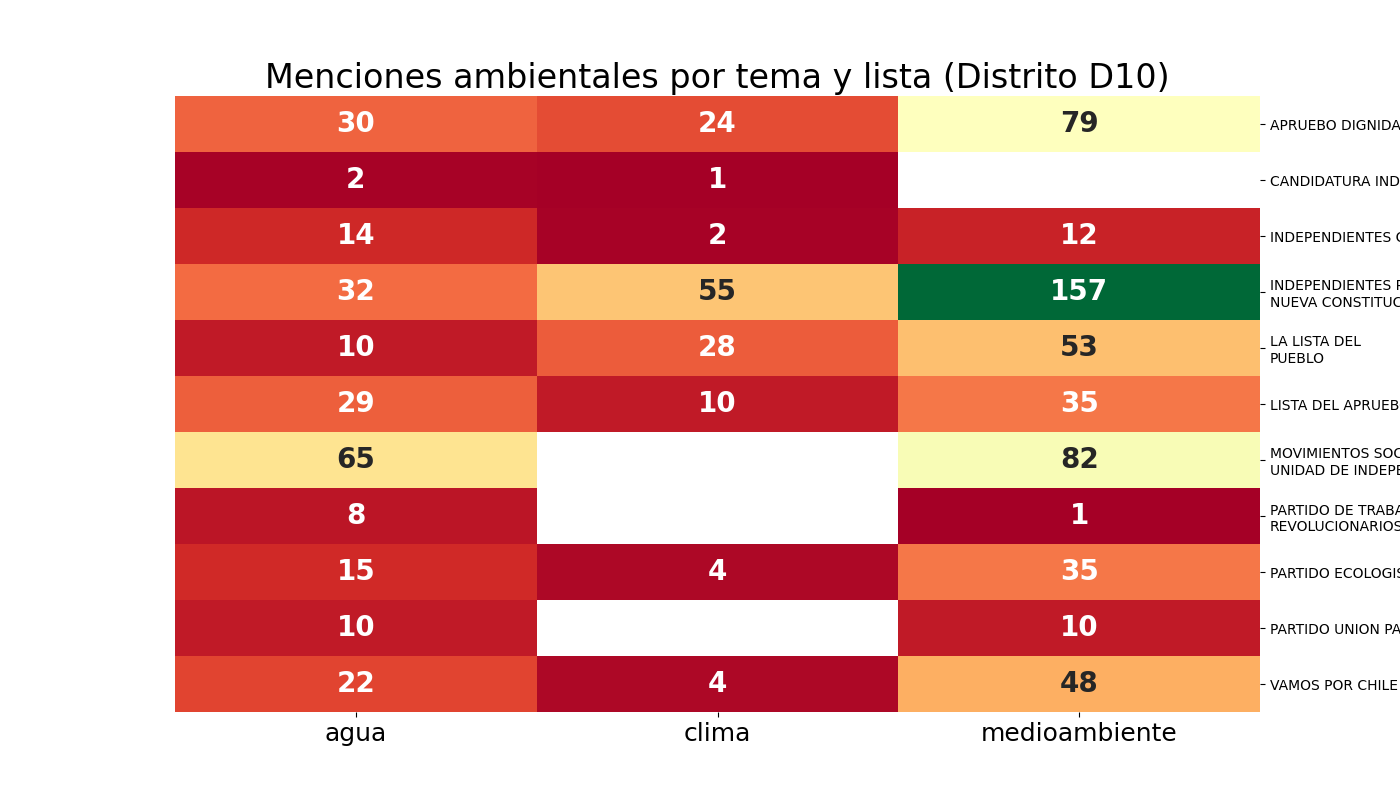 Menciones ambientales por tema y lista (Distrito D10)
30 24 79 APRUEBO DIGNIDA
2 1 CANDIDATURA IND
14 2 12 INDEPENDIENTES
32 55 157 INDEPENDIENTES
NUEVA CONSTITUC
10 28 53 LA LISTA DEL
PUEBLO
29 10 35 LISTA DEL APRUEB
65 82 MOVIMIENTOS SOC
UNIDAD DE INDEPE
8 1 PARTIDO DE TRABA
REVOLUCIONARIOS
15 4 35 PARTIDO ECOLOGIS
10 10 PARTIDO UNION PA
22 4 48 VAMOS POR CHILE
agua clima medioambiente